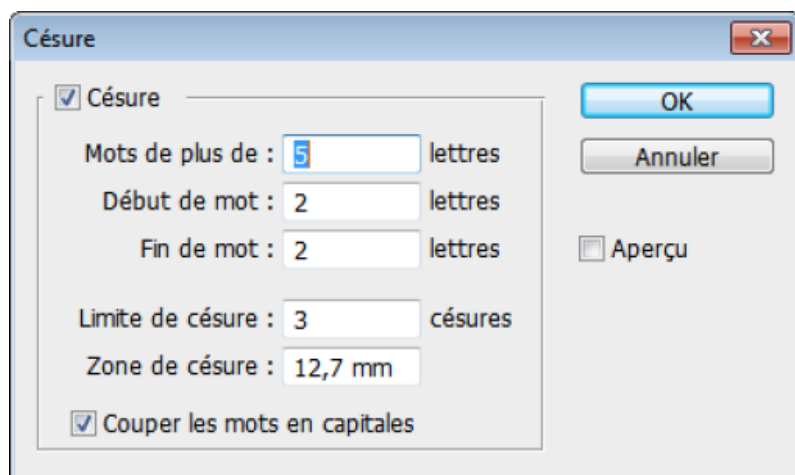 Césure
Césure
OK
Mots de plus de : 5 lettres
Annuler
Début de mot : 2 lettres
Fin de mot : 2 lettres
Aperçu
Limite de césure : 3 césures
Zone de césure : 12,7 mm
Couper les mots en capitales